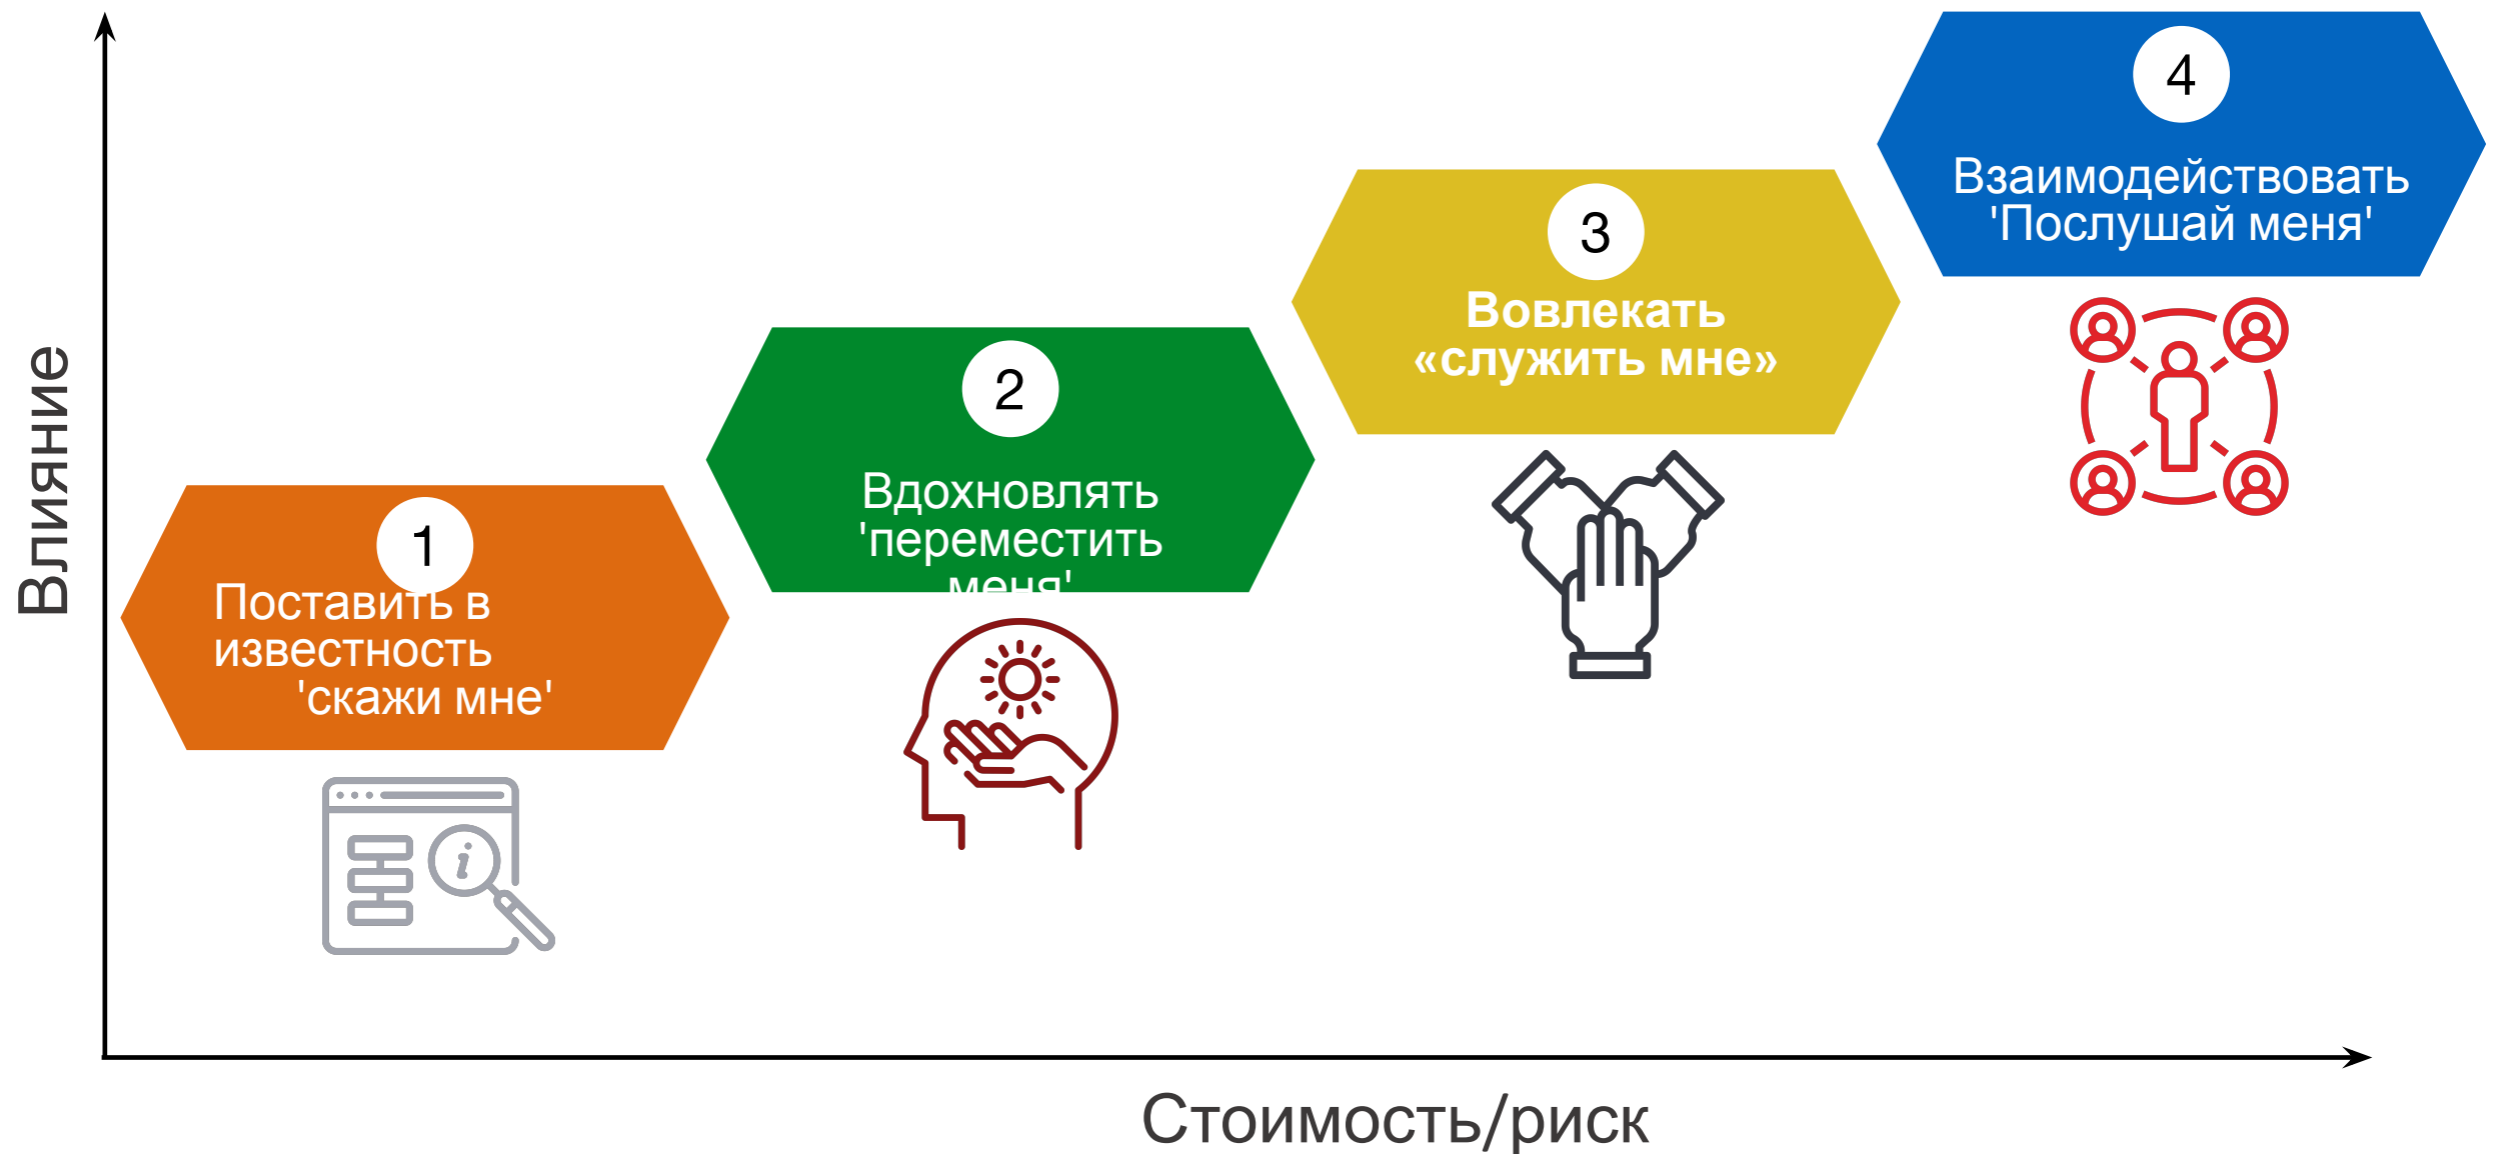 Влияние
1
Поставить в
известность
'скажи мне'
2
Вдохновлять
'переместить
меня'
3
Вовлекать
«служить мне»
4
Взаимодействовать
'Послушай меня'
i
Стоимость/риск